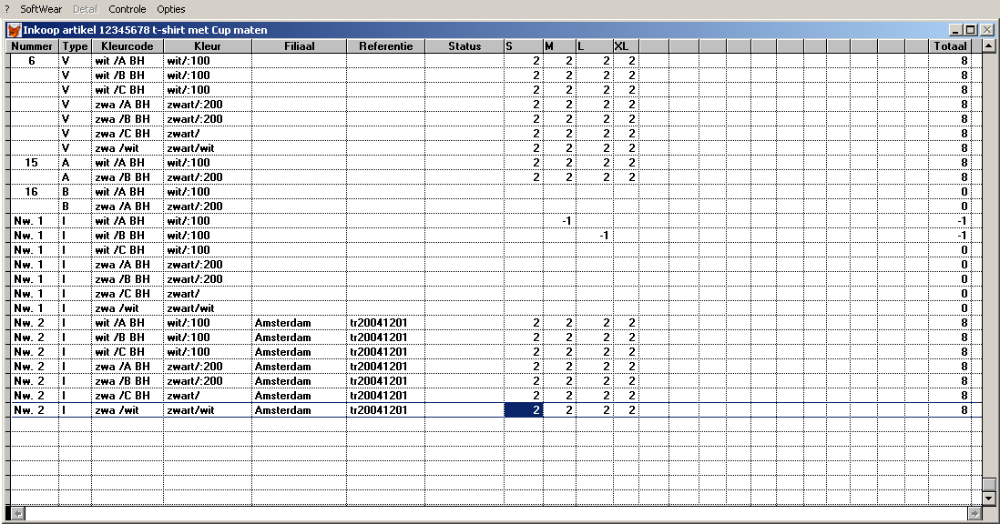 ? SoftWear Detail Controle Opties
Inkoop artikel 12345678 t-shirt met Cup maten
Nummer Type Kleurcode Kleur Filiaal Referentie Status S M L XL Totaal
6 V wit /A BH wit/:100 2 2 2 2 8
V wit /B BH wit/:100 2 2 2 2 8
V wit /C BH wit/:100 2 2 2 2 8
V zwa /A BH zwart/:200 2 2 2 2 8
V zwa /B BH zwart/:200 2 2 2 2 8
V zwa /C BH zwart/ 2 2 2 2 8
V zwa /wit zwart/wit 2 2 2 2 8
15 A wit /A BH wit/:100 2 2 2 2 8
A zwa /B BH zwart/:200 2 2 2 2 8
16 B wit /A BH wit/:100 0
B zwa /A BH zwart/:200 0
Nw. 1 I wit /A BH wit/:100 -1 -1
Nw. 1 I wit /B BH wit/:100 -1 -1
Nw. 1 I wit /C BH wit/:100 0
Nw. 1 I zwa /A BH zwart/:200 0
Nw. 1 I zwa /B BH zwart/:200 0
Nw. 1 I zwa /C BH zwart/ 0
Nw. 1 I zwa /wit zwart/wit 0
Nw. 2 I wit /A BH wit/:100 Amsterdam tr20041201 2 2 2 2 8
Nw. 2 I wit /B BH wit/:100 Amsterdam tr20041201 2 2 2 2 8
Nw. 2 I wit /C BH wit/:100 Amsterdam tr20041201 2 2 2 2 8
Nw. 2 I zwa /A BH zwart/:200 Amsterdam tr20041201 2 2 2 2 8
Nw. 2 I zwa /B BH zwart/:200 Amsterdam tr20041201 2 2 2 2 8
Nw. 2 I zwa /C BH zwart/ Amsterdam tr20041201 2 2 2 2 8
Nw. 2 I zwa /wit zwart/wit Amsterdam tr20041201 2 2 2 2 8